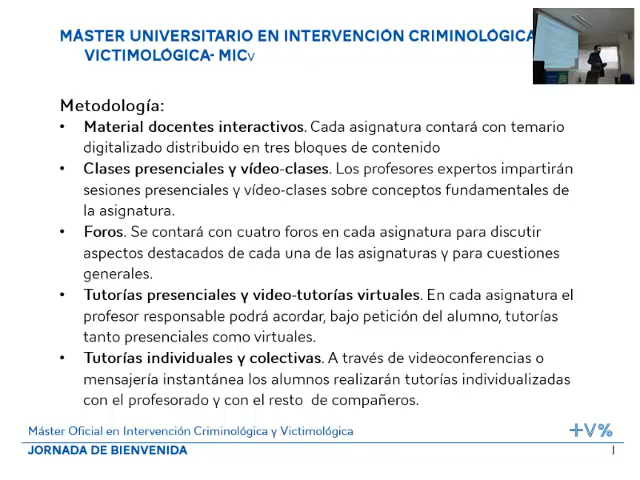 MÁSTER UNIVERSITARIO EN INTERVENCIÓN CRIMINOLÓGICA
VICTIMOLÓGICA- MICV
Metodología:
• Material docentes interactivos. Cada asignatura contará con temario
digitalizado distribuido en tres bloques de contenido
• Clases presenciales y vídeo-clases. Los profesores expertos impartirán
sesiones presenciales y vídeo-clases sobre conceptos fundamentales de
la asignatura.
• Foros. Se contará con cuatro foros en cada asignatura para discutir
aspectos destacados de cada una de las asignaturas y para cuestiones
generales.
• Tutorías presenciales y video-tutorías virtuales. En cada asignatura el
profesor responsable podrá acordar, bajo petición del alumno, tutorías
tanto presenciales como virtuales.
• Tutorías individuales y colectivas. A través de videoconferencias o
mensajería instantánea los alumnos realizarán tutorías individualizadas
con el profesorado y con el resto de compañeros.
Máster Oficial en Intervención Criminológica y Victimológica
+V%
JORNADA DE BIENVENIDA
1